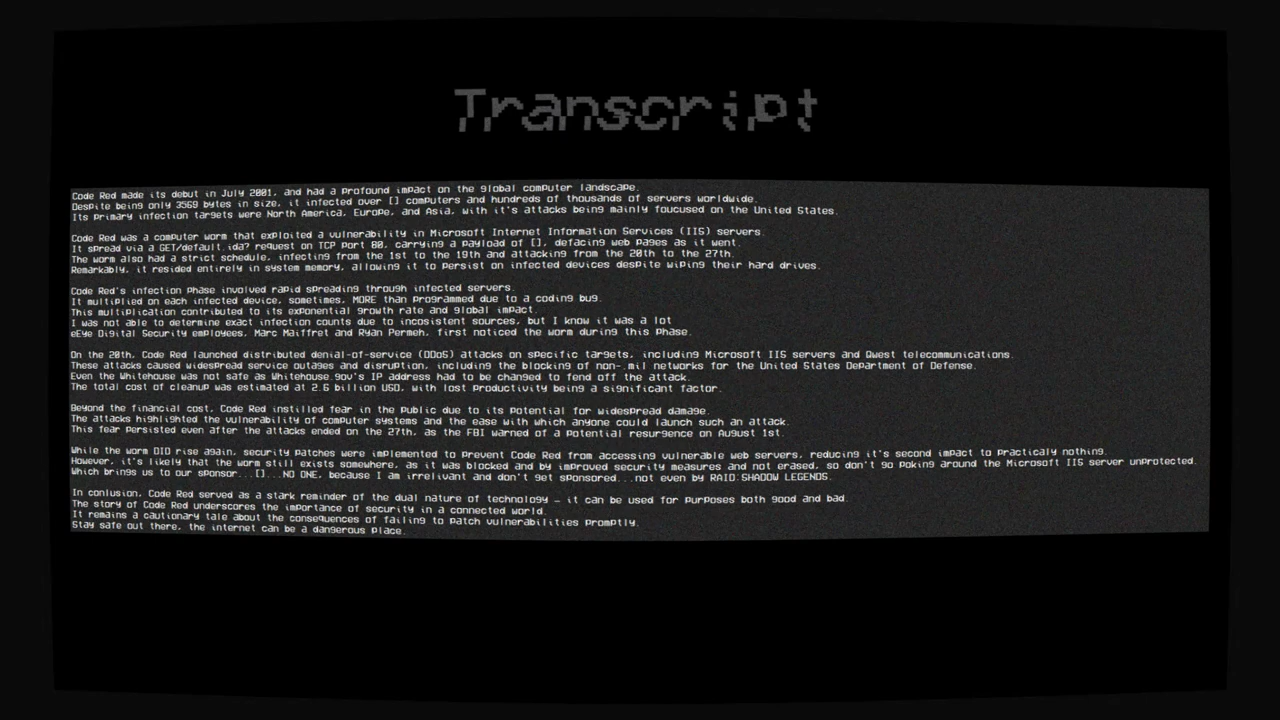 Transcript
Code Red made its debut in July 2001, and had a profound impact on the global computer landscape.
Despite being only 3569 bytes in size, it infected over [] computers and hundreds of thousands of servers worldwide.
Its primary infection targets were North America, Europe, and Asia, with it's attacks being mainly foucused on the United States.
Code Red was a computer worm that exploited a vulnerability in Microsoft Internet Information Services (IIS) servers.
It spread via a GET/default.ida? request on TCP port 80, carrying a payload of [], defacing web pages as it went.
The worm also had a strict schedule, infecting from the 1st to the 19th and attacking from the 20th to the 27th.
Remarkably, it resided entirely in system memory, allowing it to persist on infected devices despite wiping their hard drives.
Code Red's infection phase involved rapid spreading through infected servers.
It multiplied on each infected device, sometimes, MORE than programmed due to a coding bug.
This multiplication contributed to its exponential growth rate and global impact.
I was not able to determine exact infection counts due to incosistent sources, but I know it was a lot
eEye Digital Security employees, Marc Maiffret and Ryan Permeh, first noticed the worm during this phase.
On the 20th, Code Red launched distributed denial-of-service (DDoS) attacks on specific targets, including Microsoft IIS servers and Qwest telecommunications.
These attacks caused widespread service outages and disruption, including the blocking of non-.mil networks for the United States Department of Defense.
Even the Whitehouse was not safe as Whitehouse.gov's IP address had to be changed to fend off the attack.
The total cost of cleanup was estimated at 2.6 billion USD, with lost productivity being a significant factor.
Beyond the financial cost, Code Red instilled fear in the public due to its potential for widespread damage.
The attacks highlighted the vulnerability of computer systems and the ease with which anyone could launch such an attack.
This fear persisted even after the attacks ended on the 27th, as the FBI warned of a potential resurgence on August 1st.
While the worm DID rise again, security patches were implemented to prevent Code Red from accessing vulnerable web servers, reducing it's second impact to practicaly nothing.
However, it's likely that the worm still exists somewhere, as it was blocked and by improved security measures and not erased, so don't go poking around the Microsoft IIS server unprotected.
Which brings us to our sponsor...[]...NO ONE, because I am irrelivant and don't get sponsored...not even by RAID:SHADOW LEGENDS.
In conlusion, Code Red served as a stark reminder of the dual nature of technology – it can be used for purposes both good and bad.
The story of Code Red underscores the importance of security in a connected world.
It remains a cautionary tale about the consequences of failing to patch vulnerabilities promptly.
Stay safe out there, the internet can be a dangerous place.